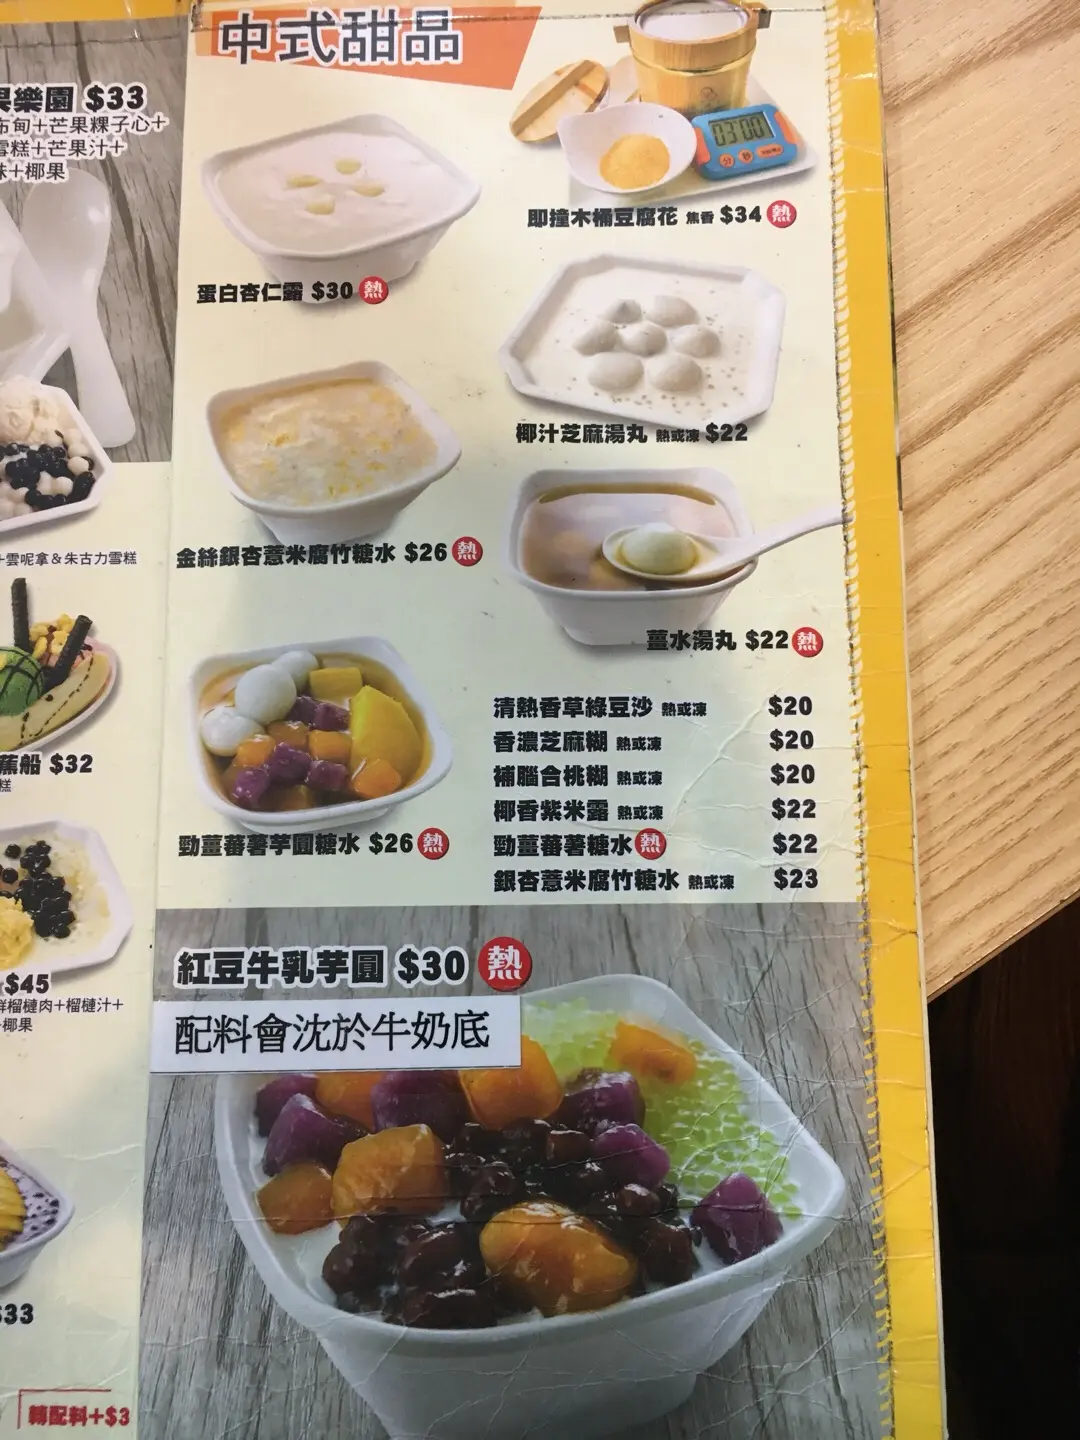 中式甜品
果樂園 $33
布甸+芒果粿子心+
雪糕+芒果汁+
+椰果
03:00
分 秒
即撞木桶豆腐花 焦香 $34 熱
蛋白杏仁露 $30 熱
椰汁芝麻湯丸 熱或凍 $22
+雲呢拿&朱古力雪糕
金絲銀杏薏米腐竹糖水 $26 熱
薑水湯丸 $22 熱
清熱香草綠豆沙 熱或凍 $20
香濃芝麻糊 熱或凍 $20
補腦合桃糊 熱或凍 $20
椰香紫米露 熱或凍 $22
勁薑蕃薯糖水 熱 $22
銀杏薏米腐竹糖水 熱或凍 $23
蕉船 $32
糕
勁薑蕃薯芋圓糖水 $26 熱
紅豆牛乳芋圓 $30 熱
配料會沈於牛奶底
$45
鮮榴槤肉+榴槤汁+
椰果
$33
轉配料+$3